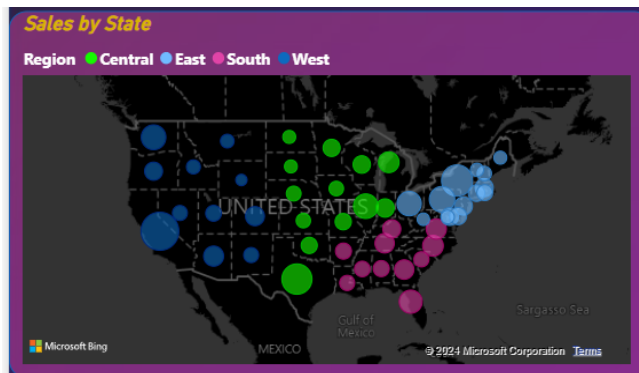 Sales by State
Region Central East South West
UNITED STATES
Gulf of
Mexico
Sargasso Sea
MEXICO
Microsoft Bing
© 2024 Microsoft Corporation Terms